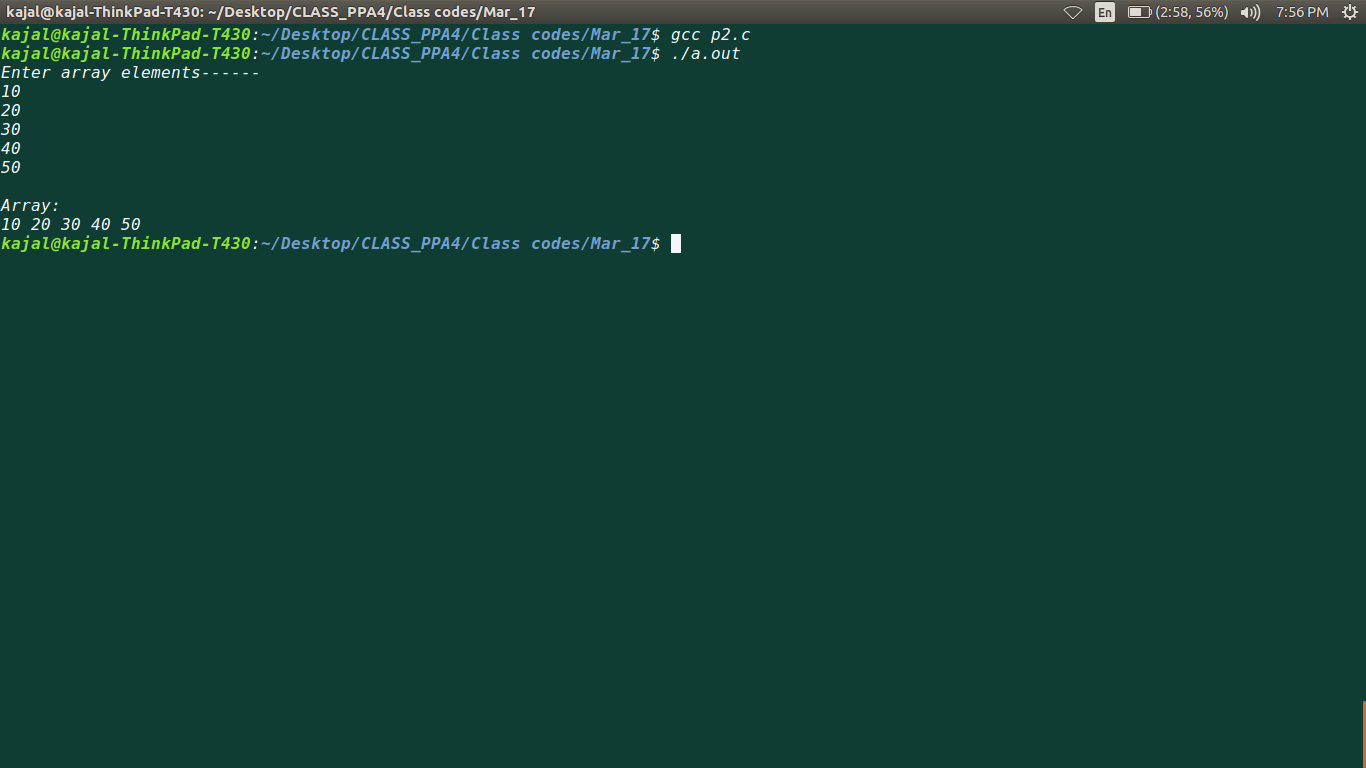 kajal@kajal-ThinkPad-T430: ~/Desktop/CLASS_PPA4/Class codes/Mar_17 En (2:58, 56%) 7:56 PM
kajal@kajal-ThinkPad-T430:~/Desktop/CLASS_PPA4/Class codes/Mar_17$ gcc p2.c
kajal@kajal-ThinkPad-T430:~/Desktop/CLASS_PPA4/Class codes/Mar_17$ ./a.out
Enter array elements------
10
20
30
40
50

Array:
10 20 30 40 50
kajal@kajal-ThinkPad-T430:~/Desktop/CLASS_PPA4/Class codes/Mar_17$